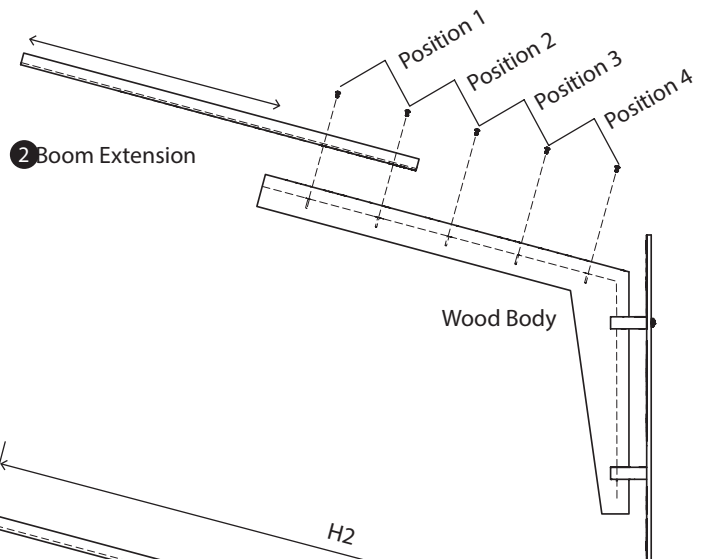 Position 1
Position 2
Position 3
Position 4
2 Boom Extension
Wood Body
H2